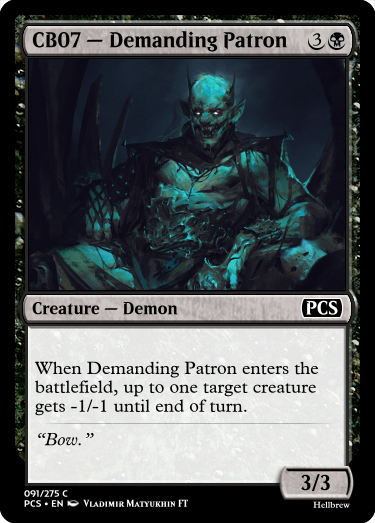 CB07 — Demanding Patron 3
Creature — Demon PCS
When Demanding Patron enters the
battlefield, up to one target creature
gets -1/-1 until end of turn.
“Bow.”
3/3
091/275 C
PCS • EN Vladimir Matyukhin FT
Hellbrew